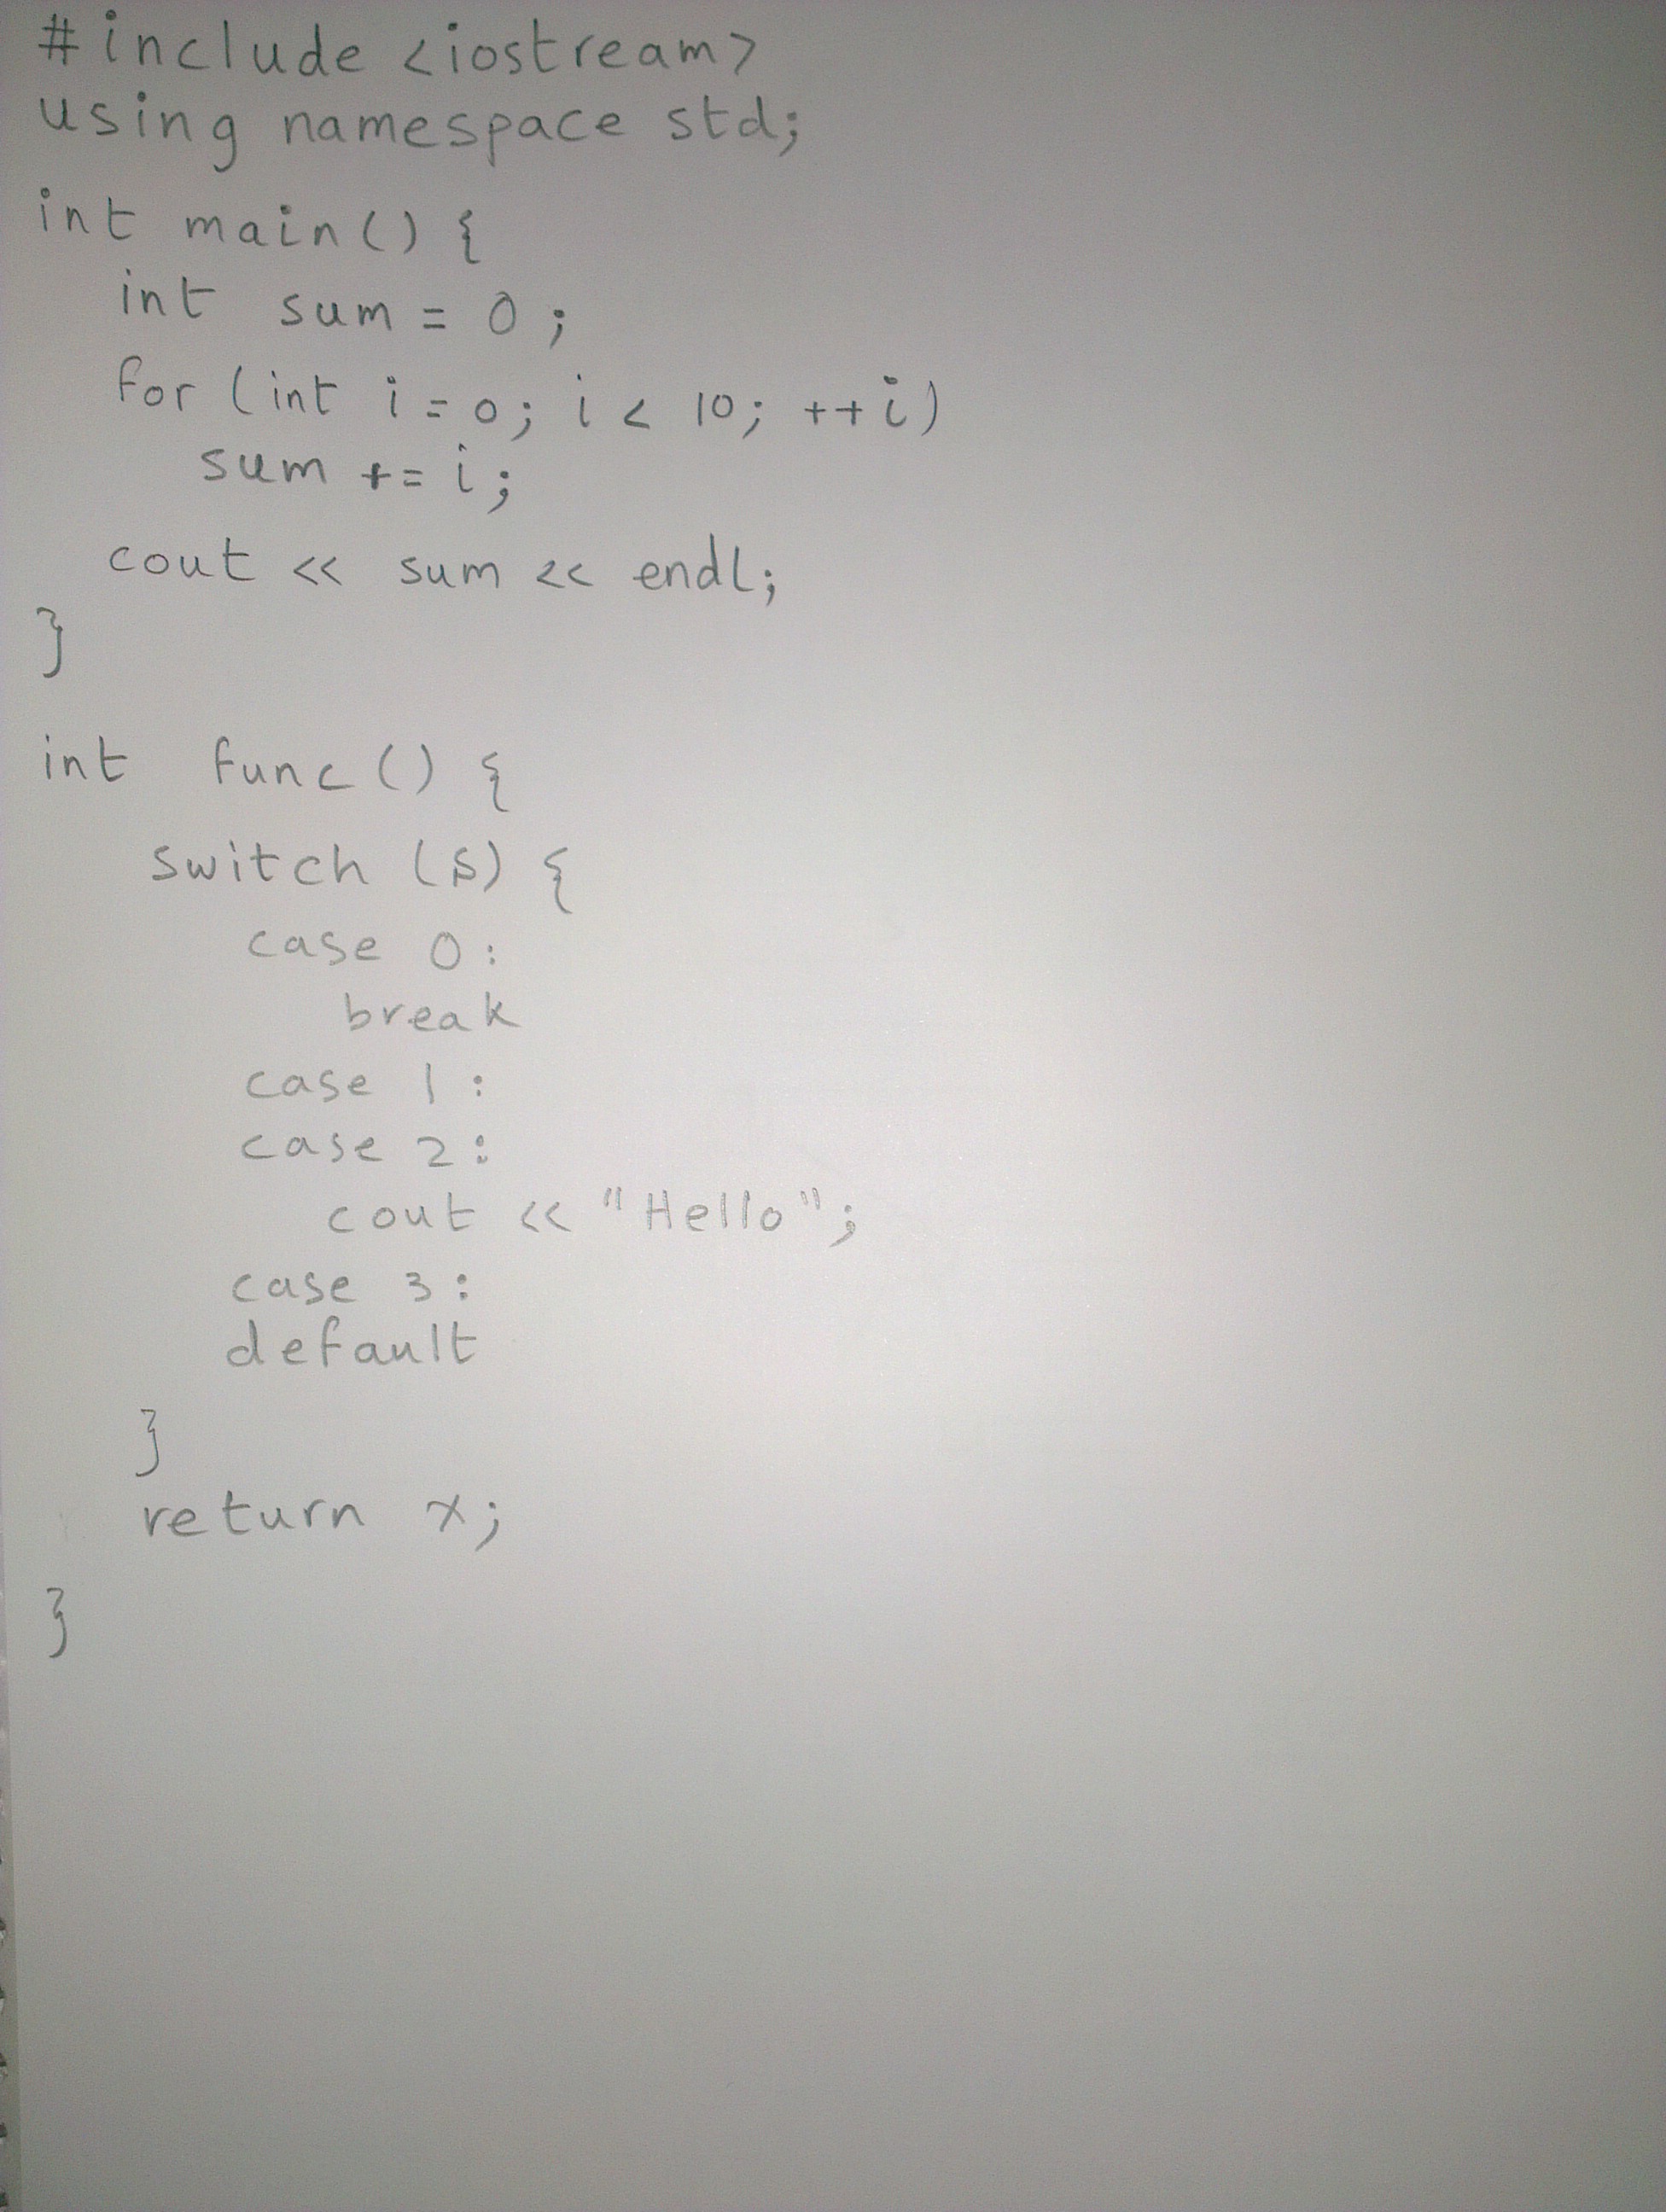 #include <iostream>
using namespace std;
int main() {
int sum = 0;
for (int i = 0; i < 10; ++i)
sum += i;
cout << sum << endl;
}
int func() {
switch (s) {
case 0:
break
case 1:
case 2:
cout << "Hello";
case 3:
default
}
return x;
}